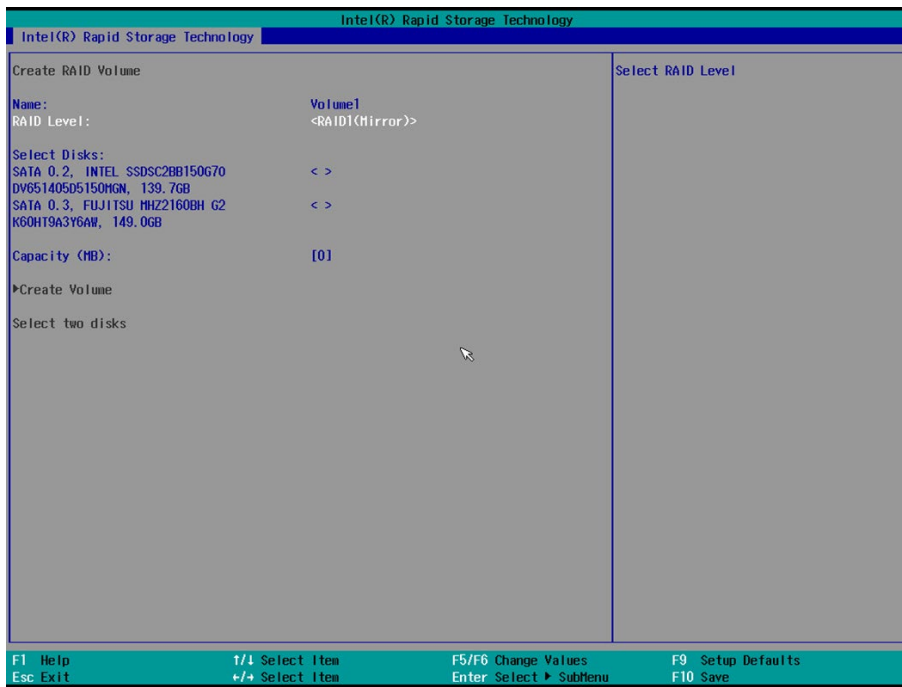 Intel(R) Rapid Storage Technology
Intel(R) Rapid Storage Technology
Create RAID Volume
Select RAID Level
Name: Volume1
RAID Level: <RAID1(Mirror)>
Select Disks:
SATA 0.2, INTEL SSDSC2BB150G70 < >
DV651405D5150MGN, 139.7GB
SATA 0.3, FUJITSU MHZ2160BH G2 < >
K60HT9A3Y6AW, 149.0GB
Capacity (MB): [0]
▶Create Volume
Select two disks
F1 Help ↑/↓ Select Item F5/F6 Change Values F9 Setup Defaults
Esc Exit ←/→ Select Item Enter Select ▶ SubMenu F10 Save